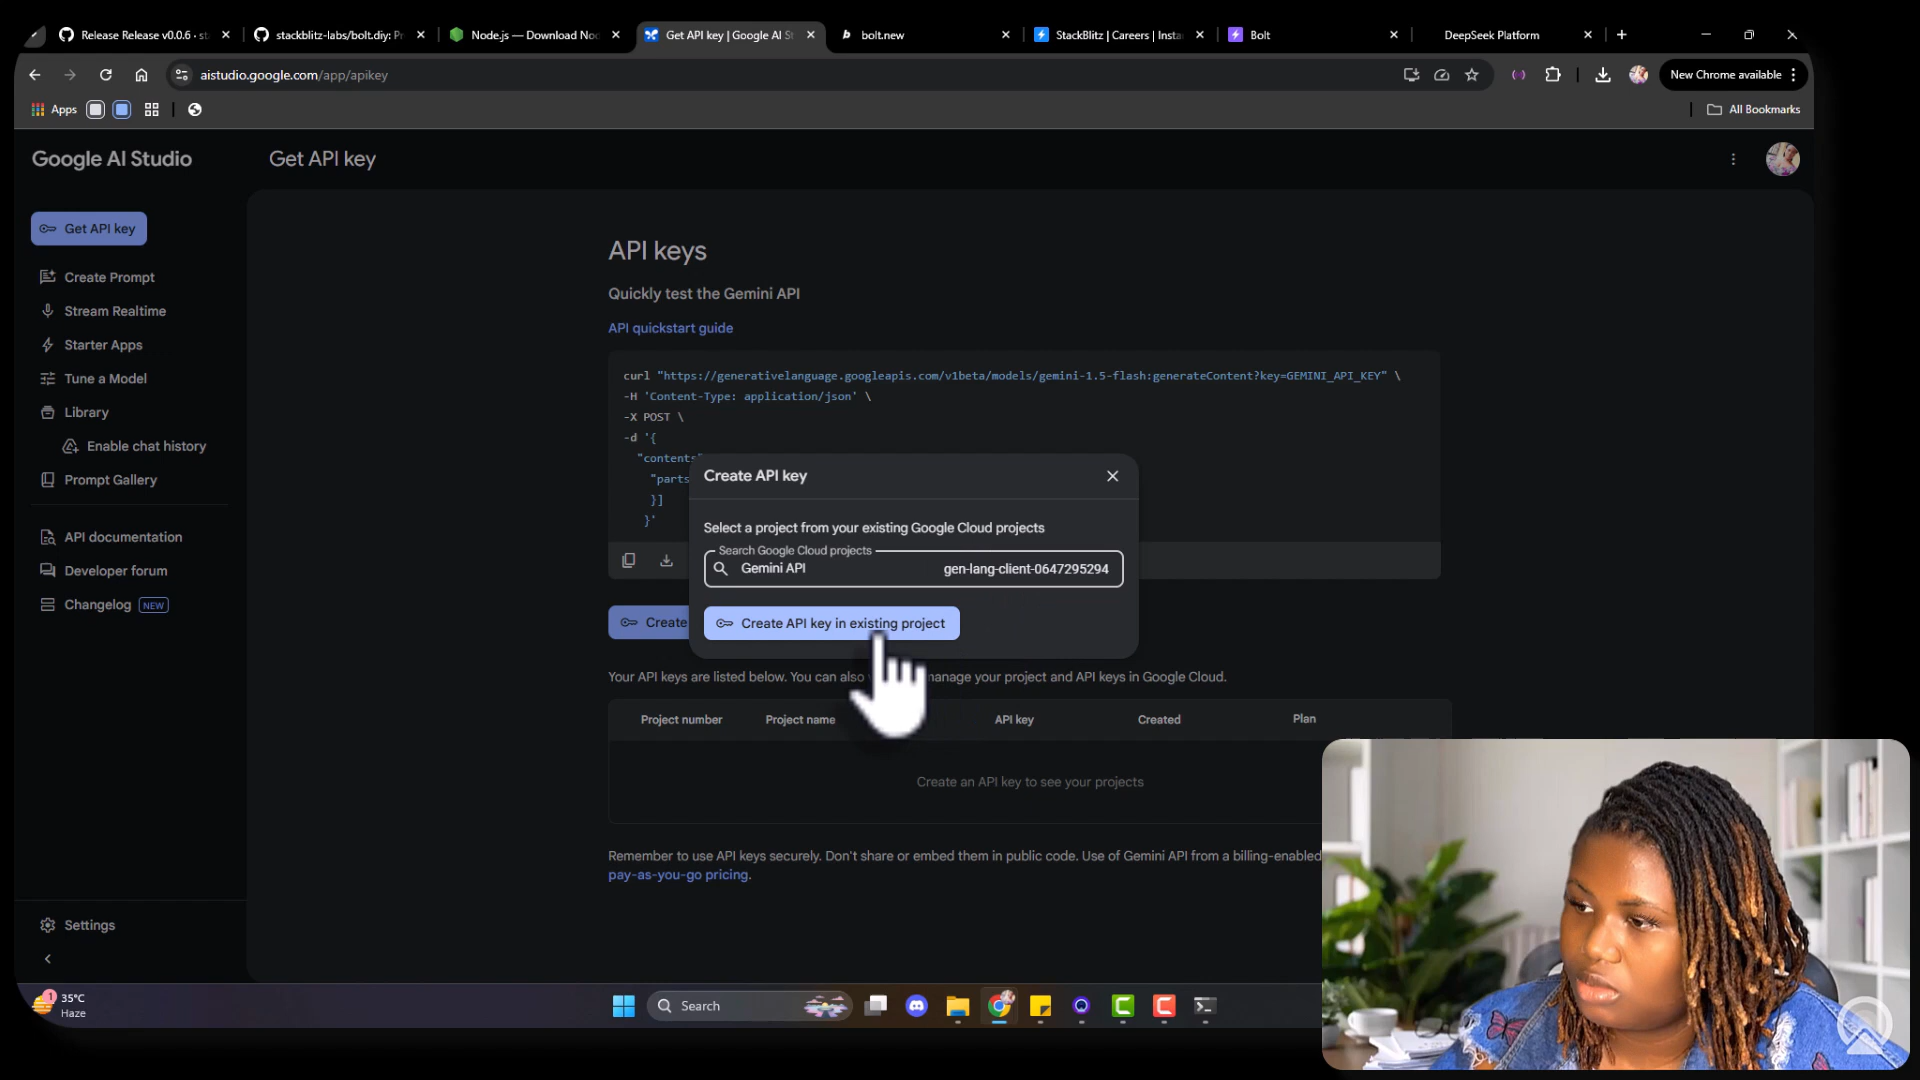 Release Release v0.0.6 · st
stackblitz-labs/bolt.diy: Pr
Node.js — Download Noc
Get API key | Google AI St
bolt.new
StackBlitz | Careers | Insta
Bolt
DeepSeek Platform
aistudio.google.com/app/apikey
New Chrome available
Apps
All Bookmarks
Google AI Studio
Get API key
Get API key
Create Prompt
Stream Realtime
Starter Apps
Tune a Model
Library
Enable chat history
Prompt Gallery
API documentation
Developer forum
Changelog NEW
Settings
API keys
Quickly test the Gemini API
API quickstart guide
curl "https://generativelanguage.googleapis.com/v1beta/models/gemini-1.5-flash:generateContent?key=GEMINI_API_KEY" \
-H 'Content-Type: application/json' \
-X POST \
-d '{
"contents"
"parts
}]
}'
Create API key
Select a project from your existing Google Cloud projects
Search Google Cloud projects
Gemini API gen-lang-client-0647295294
Create API key in existing project
Create
Your API keys are listed below. You can also manage your project and API keys in Google Cloud.
Project number Project name API key Created Plan
Create an API key to see your projects
Remember to use API keys securely. Don't share or embed them in public code. Use of Gemini API from a billing-enabled
pay-as-you-go pricing.
1
35°C
Haze
Search